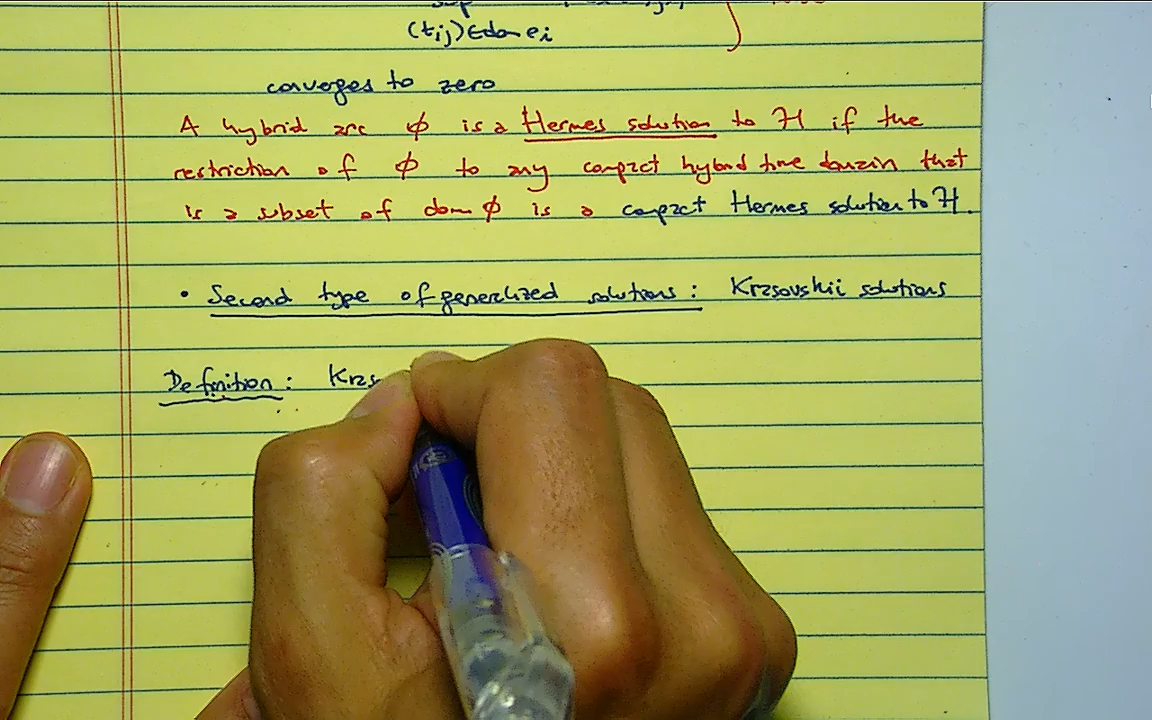 (tij)∈dom ei
converges to zero
A hybrid arc ϕ is a Hermes solution to H if the
restriction of ϕ to any compact hybrid time domain that
is a subset of dom ϕ is a compact Hermes solution to H.
• Second type of generalized solutions: Krasovskii solutions
Definition: Kras